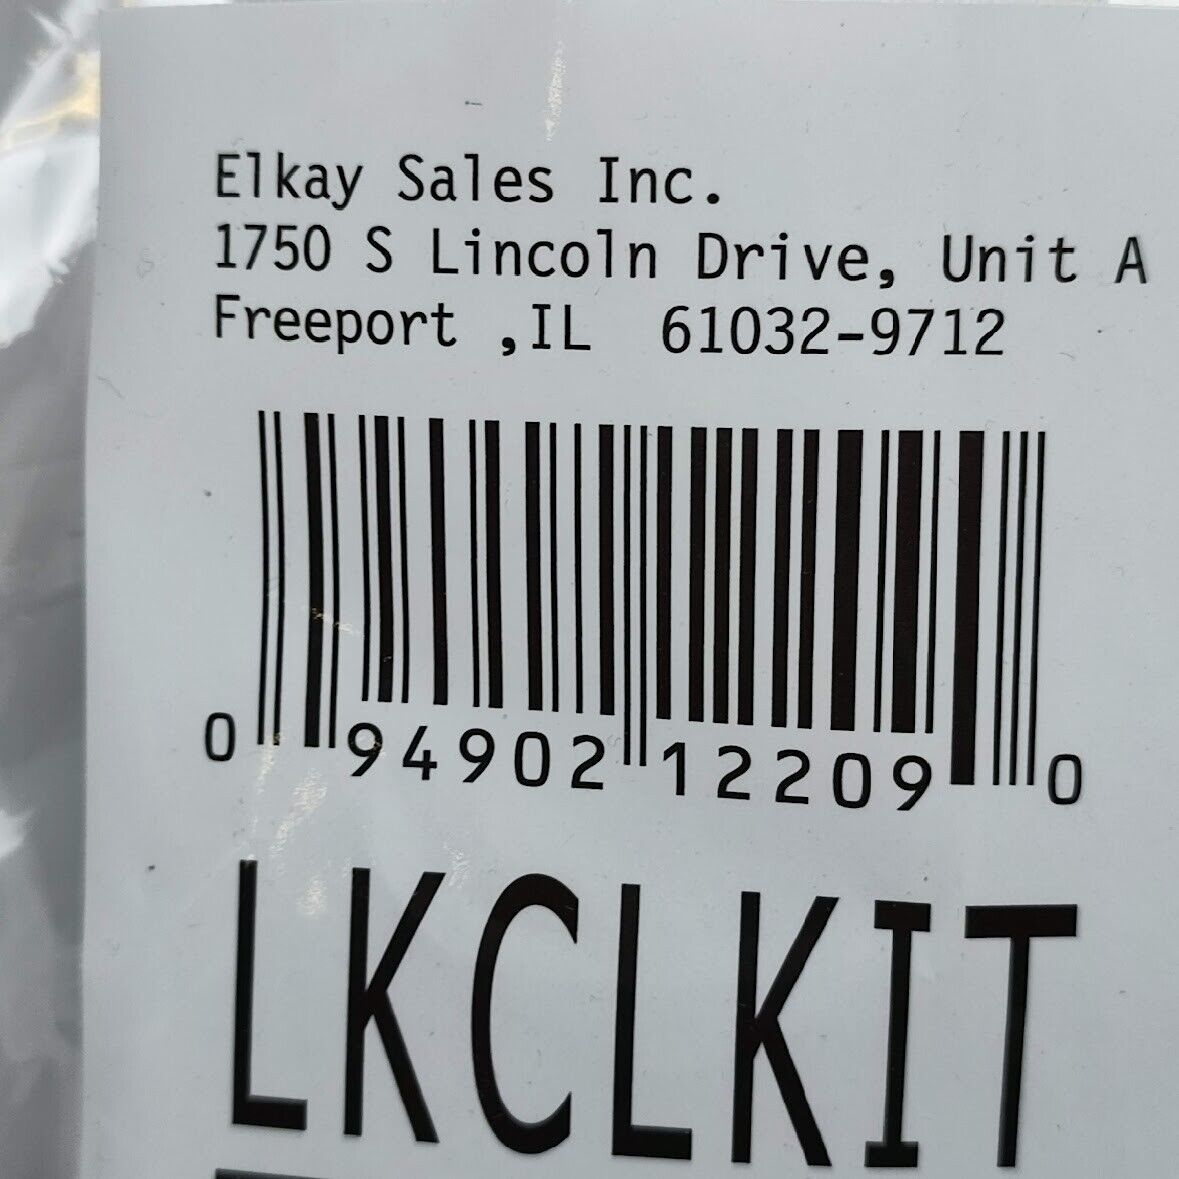 Elkay Sales Inc.
1750 S Lincoln Drive, Unit A
Freeport ,IL  61032-9712
0 94902 12209 0
LKCLKIT